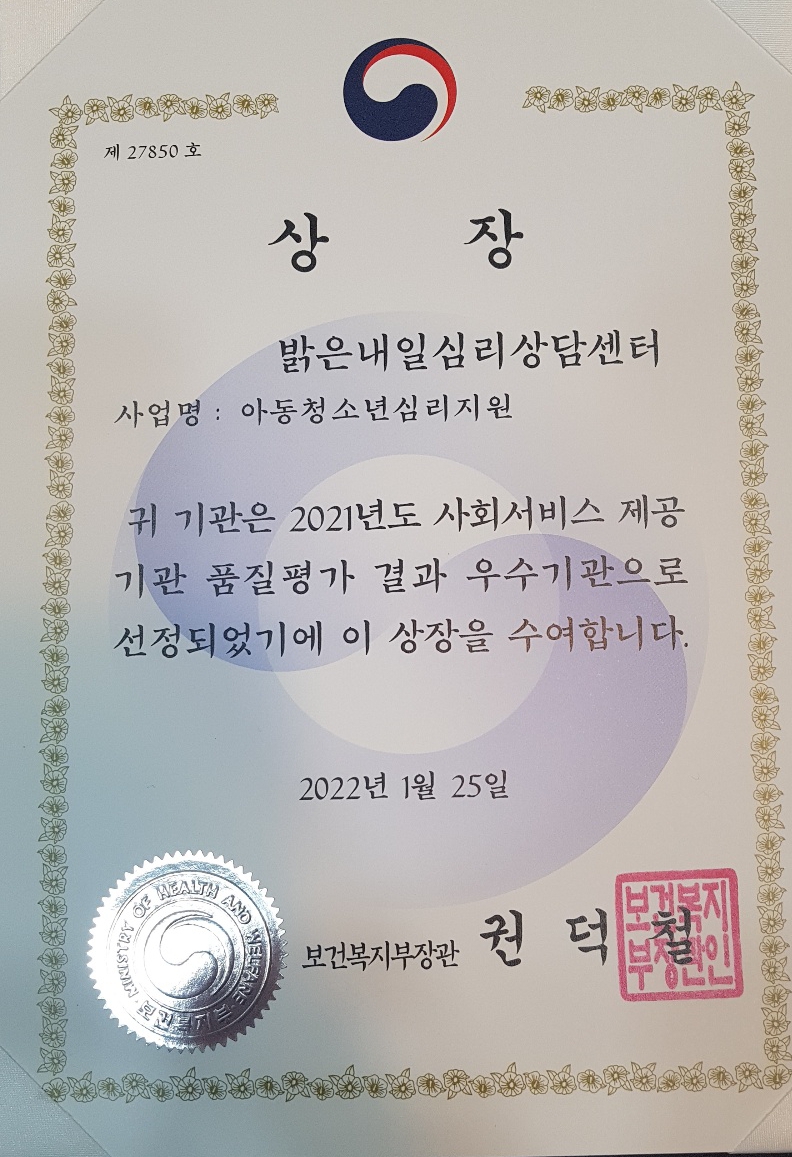 제 27850 호
상 장
밝은내일심리상담센터
사업명 : 아동청소년심리지원
귀 기관은 2021년도 사회서비스 제공
기관 품질평가 결과 우수기관으로
선정되었기에 이 상장을 수여합니다.
2022년 1월 25일
보건복지부장관 권 덕 철
보건복지
부장관인
MINISTRY OF HEALTH AND WELFARE
보건복지부